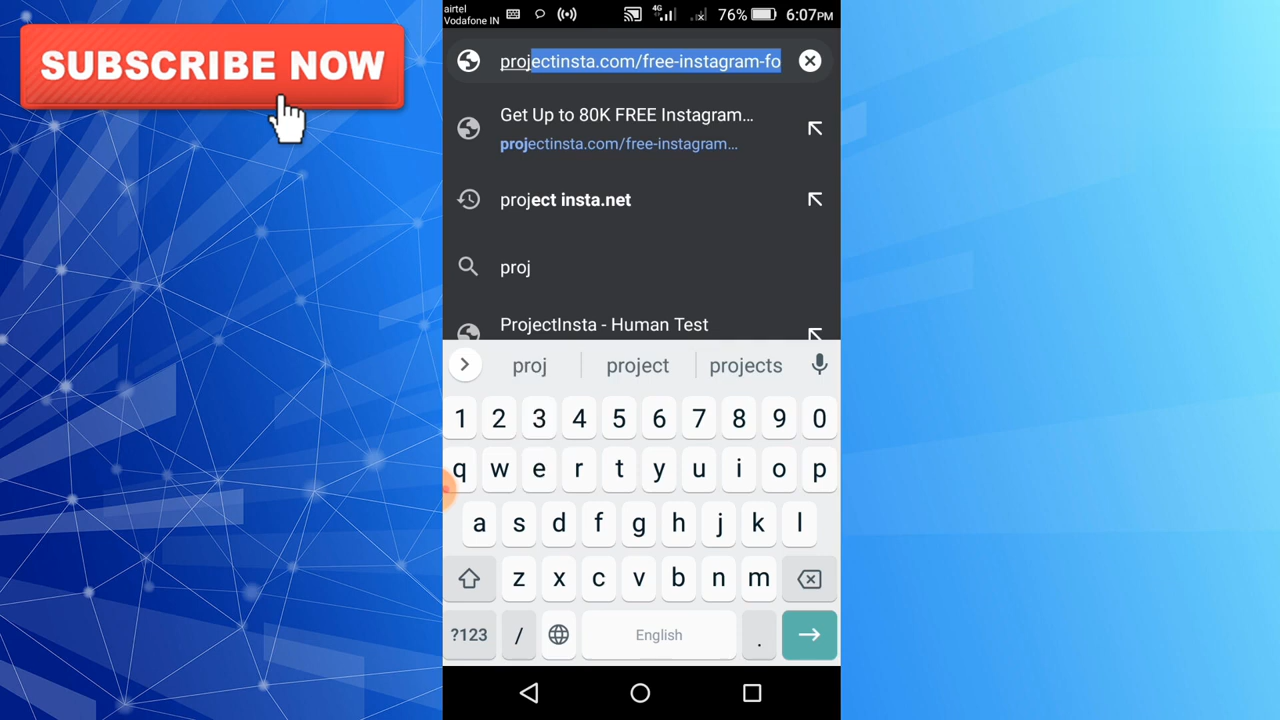 SUBSCRIBE NOW
airtel
Vodafone IN
4G
76%
6:07PM
projectinsta.com/free-instagram-fo
Get Up to 80K FREE Instagram...
projectinsta.com/free-instagram...
project insta.net
proj
ProjectInsta - Human Test
proj project projects
1 2 3 4 5 6 7 8 9 0
q w e r t y u i o p
a s d f g h j k l
z x c v b n m
?123 / English .